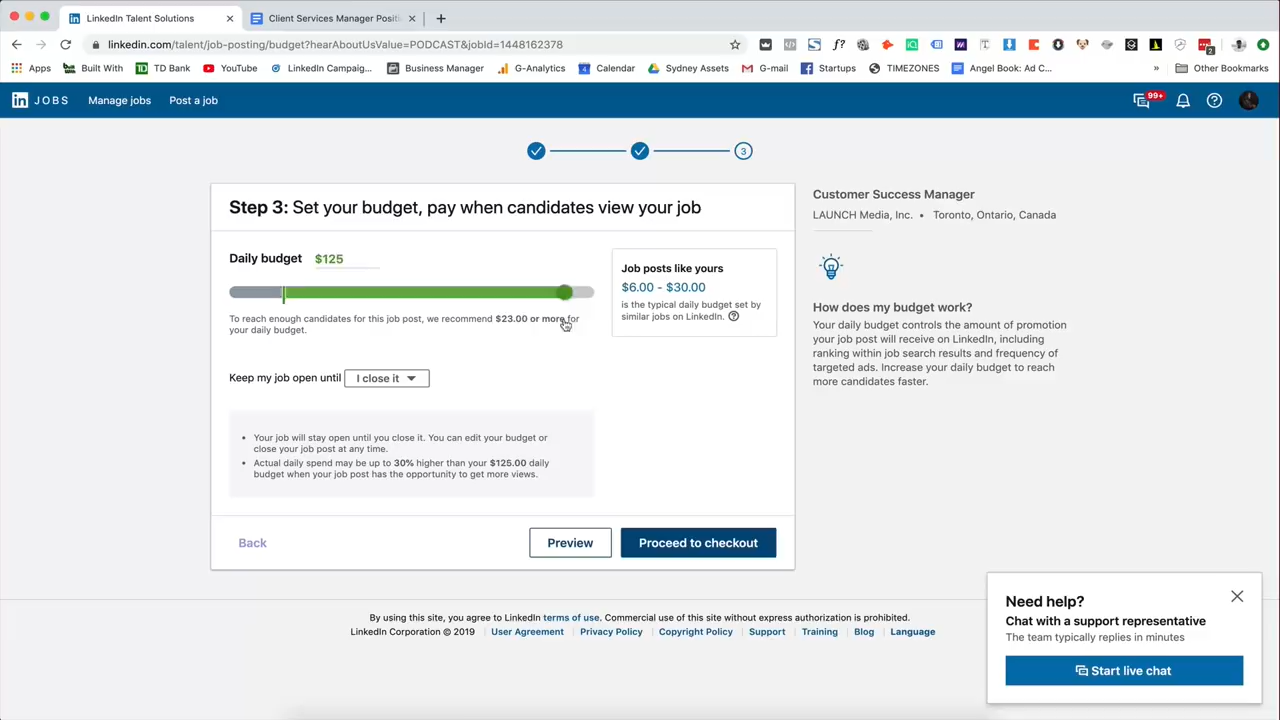 LinkedIn Talent Solutions
Client Services Manager Positi
linkedin.com/talent/job-posting/budget?hearAboutUsValue=PODCAST&jobId=1448162378
Apps
Built With
TD Bank
YouTube
LinkedIn Campaig...
Business Manager
G-Analytics
Calendar
Sydney Assets
G-mail
Startups
TIMEZONES
Angel Book: Ad C...
»
Other Bookmarks
in JOBS
Manage jobs
Post a job
99+
3
Step 3: Set your budget, pay when candidates view your job
Daily budget $125
To reach enough candidates for this job post, we recommend $23.00 or more for
your daily budget.
Job posts like yours
$6.00 - $30.00
is the typical daily budget set by
similar jobs on LinkedIn.
Keep my job open until I close it
• Your job will stay open until you close it. You can edit your budget or
close your job post at any time.
• Actual daily spend may be up to 30% higher than your $125.00 daily
budget when your job post has the opportunity to get more views.
Back
Preview
Proceed to checkout
Customer Success Manager
LAUNCH Media, Inc. • Toronto, Ontario, Canada
How does my budget work?
Your daily budget controls the amount of promotion
your job post will receive on LinkedIn, including
ranking within job search results and frequency of
targeted ads. Increase your daily budget to reach
more candidates faster.
By using this site, you agree to LinkedIn terms of use. Commercial use of this site without express authorization is prohibited.
LinkedIn Corporation © 2019 | User Agreement | Privacy Policy | Copyright Policy | Support | Training | Blog | Language
Need help?
Chat with a support representative
The team typically replies in minutes
Start live chat